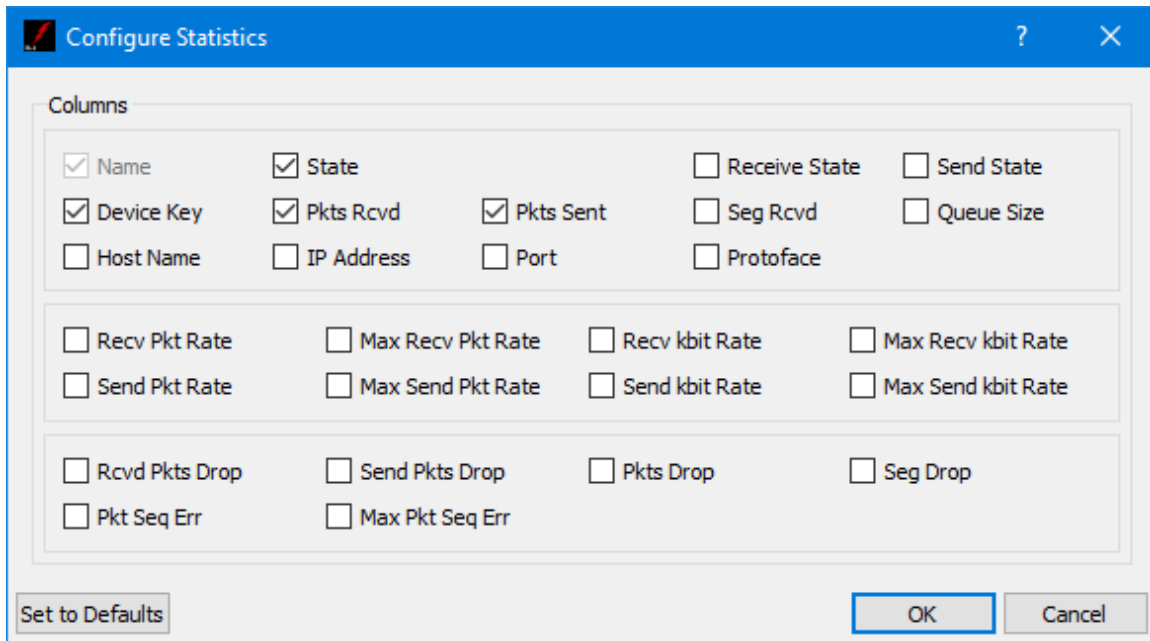 Configure Statistics ?
Columns
Name State Receive State Send State
Device Key Pkts Rcvd Pkts Sent Seg Rcvd Queue Size
Host Name IP Address Port Protoface
Recv Pkt Rate Max Recv Pkt Rate Recv kbit Rate Max Recv kbit Rate
Send Pkt Rate Max Send Pkt Rate Send kbit Rate Max Send kbit Rate
Rcvd Pkts Drop Send Pkts Drop Pkts Drop Seg Drop
Pkt Seq Err Max Pkt Seq Err
Set to Defaults OK Cancel